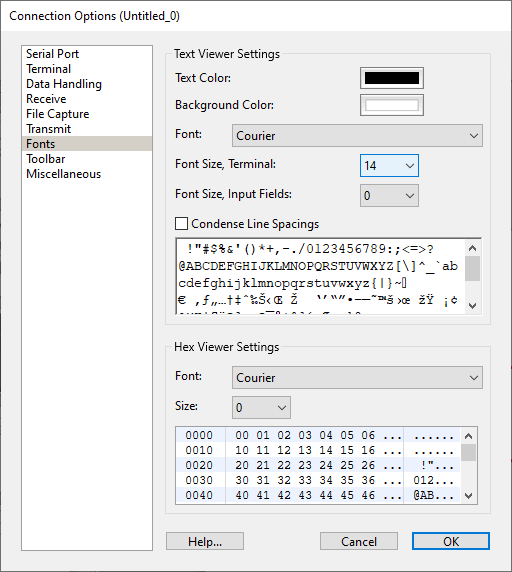 Connection Options (Untitled_0)
Serial Port
Terminal
Data Handling
Receive
File Capture
Transmit
Fonts
Toolbar
Miscellaneous
Text Viewer Settings
Text Color:
Background Color:
Font: Courier
Font Size, Terminal: 14
Font Size, Input Fields: 0
Condense Line Spacings
!"#$%&'()*+,-./0123456789:;<=>?
@ABCDEFGHIJKLMNOPQRSTUVWXYZ[\]^_`ab
cdefghijklmnopqrstuvwxyz{|}~
Hex Viewer Settings
Font: Courier
Size: 0
0000 00 01 02 03 04 05 06 ... ......
0010 10 11 12 13 14 15 16 ... ......
0020 20 21 22 23 24 25 26 ... !"...
0030 30 31 32 33 34 35 36 ... 012...
0040 40 41 42 43 44 45 46 ... @AB...
Help... Cancel OK